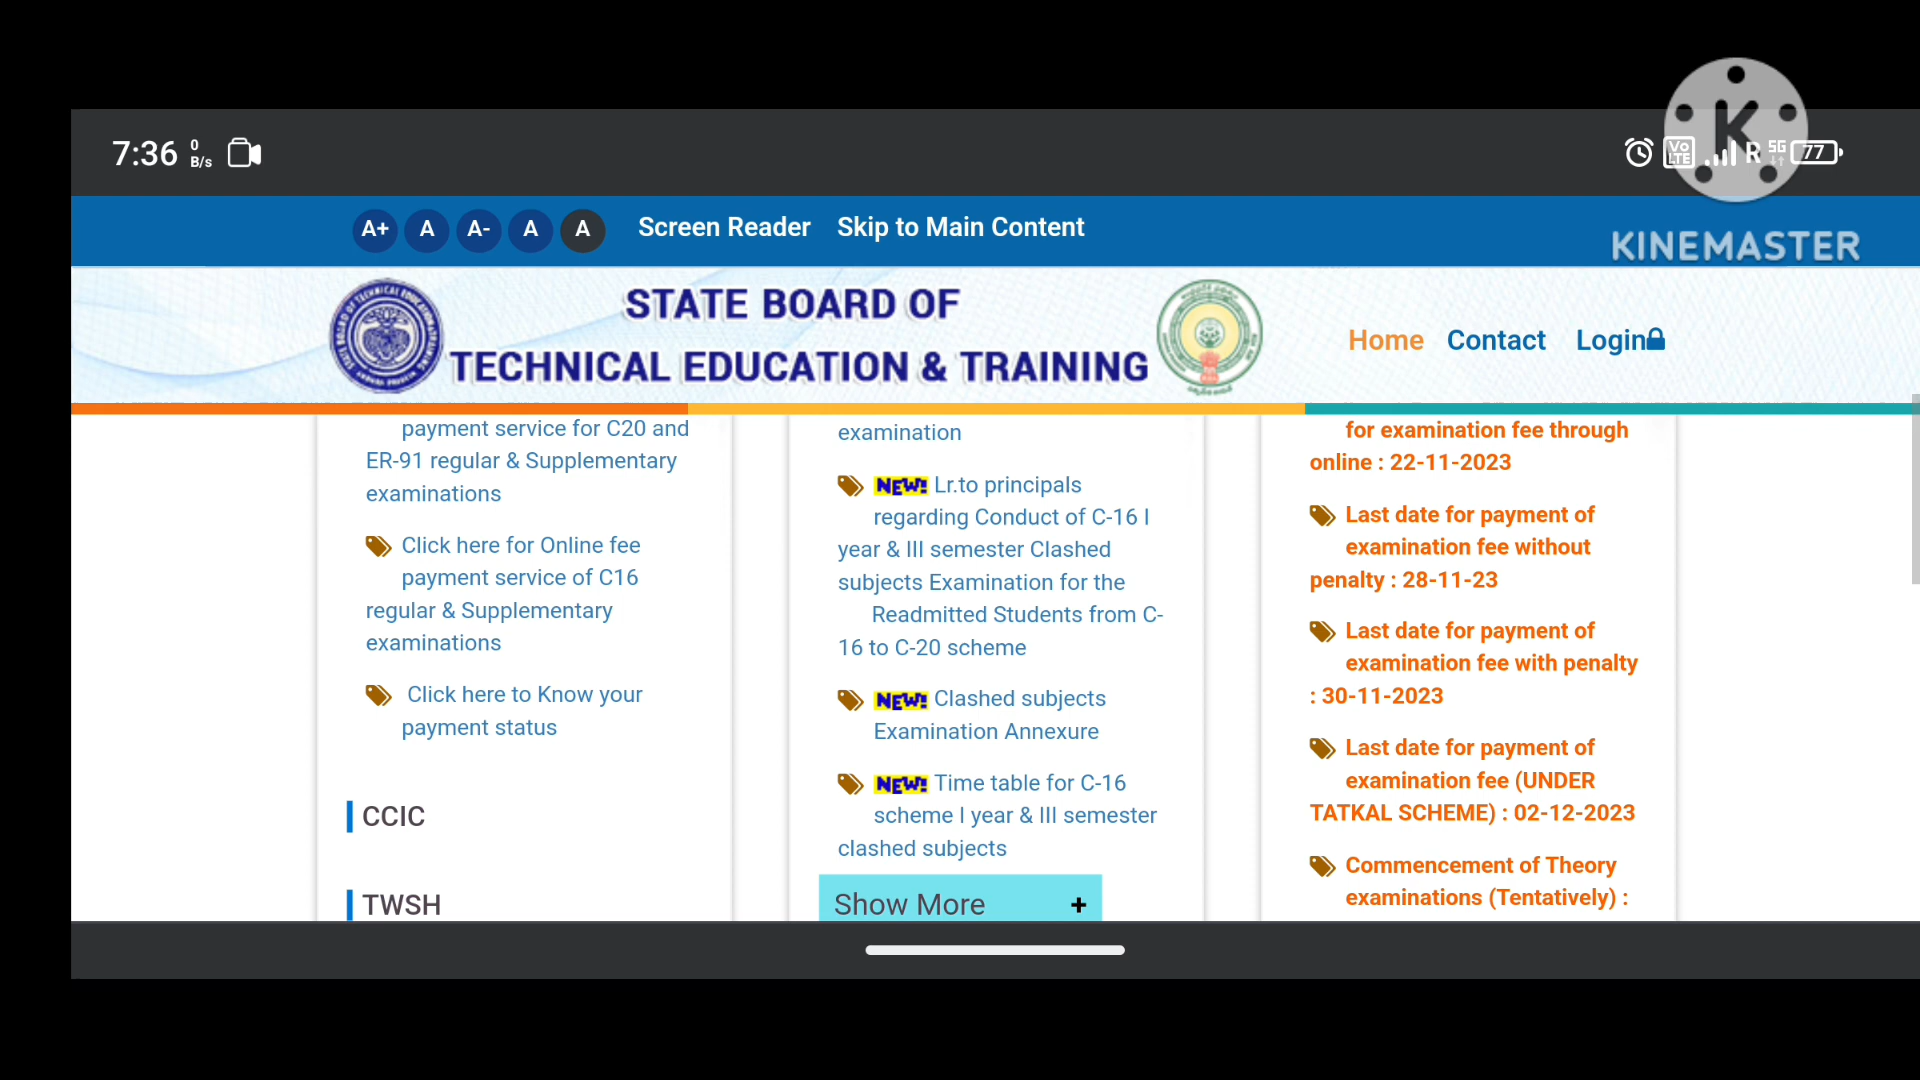 7:36 0 B/s
Vo LTE R 5G 77
K
KINEMASTER
A+ A A- A A Screen Reader Skip to Main Content
STATE BOARD OF
TECHNICAL EDUCATION & TRAINING
Home Contact Login
payment service for C20 and
ER-91 regular & Supplementary
examinations
Click here for Online fee
payment service of C16
regular & Supplementary
examinations
Click here to Know your
payment status
CCIC
TWSH
examination
NEW! Lr.to principals
regarding Conduct of C-16 I
year & III semester Clashed
subjects Examination for the
Readmitted Students from C-
16 to C-20 scheme
NEW! Clashed subjects
Examination Annexure
NEW! Time table for C-16
scheme I year & III semester
clashed subjects
Show More +
for examination fee through
online : 22-11-2023
Last date for payment of
examination fee without
penalty : 28-11-23
Last date for payment of
examination fee with penalty
: 30-11-2023
Last date for payment of
examination fee (UNDER
TATKAL SCHEME) : 02-12-2023
Commencement of Theory
examinations (Tentatively) :